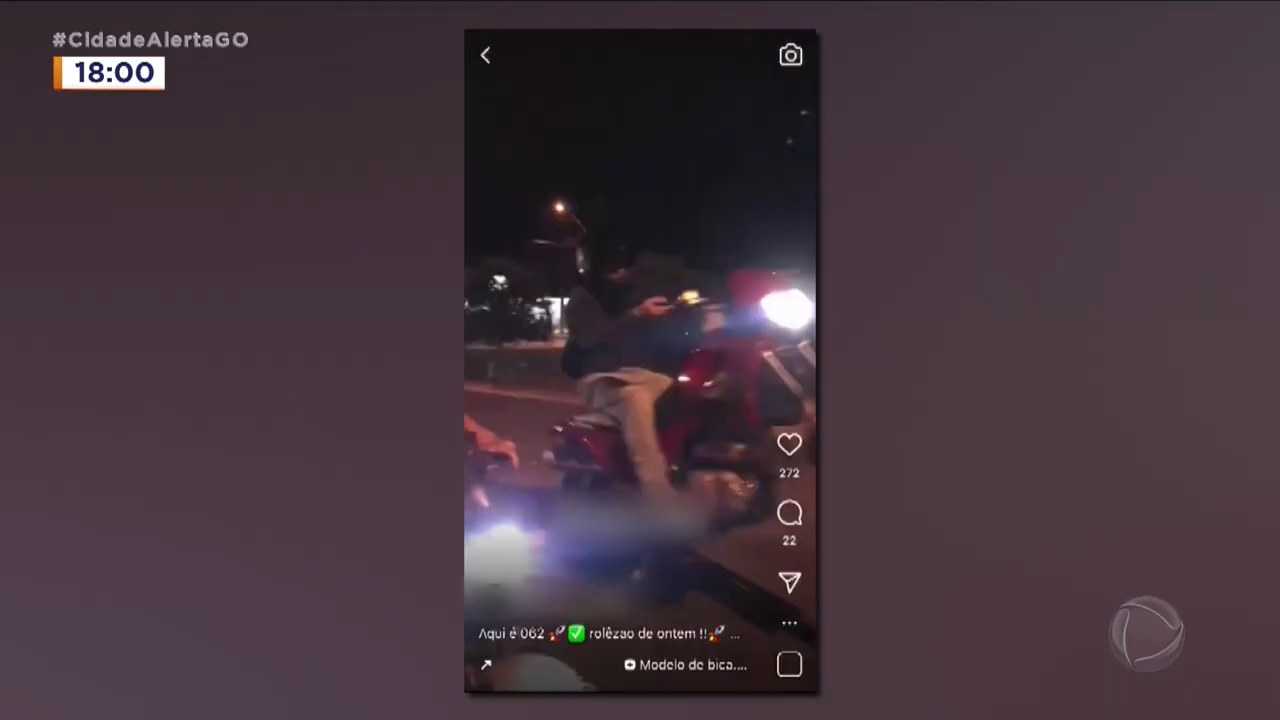 #CidadeAlertaGO
18:00
272
22
Aqui é 062 🚀✅ rolêzao de ontem !!🚀 ...
Modelo de bica....